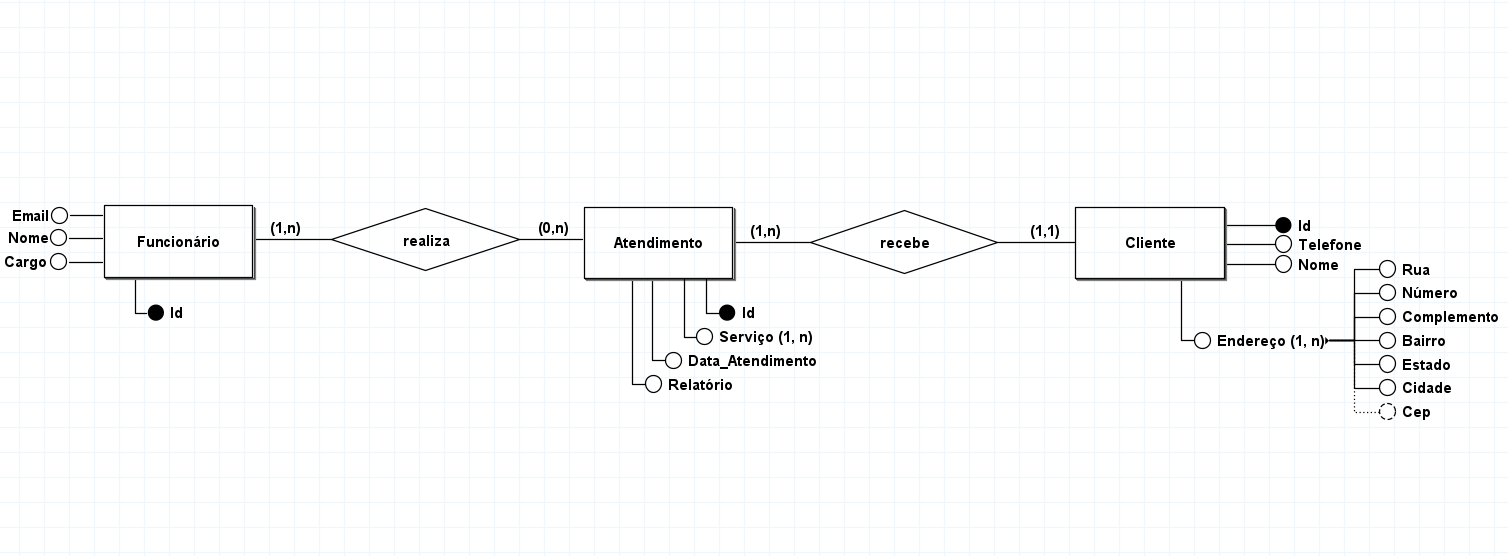 Email
Nome
Cargo
Funcionário
Id
(1,n)
realiza
(0,n)
Atendimento
Id
Serviço (1, n)
Data_Atendimento
Relatório
(1,n)
recebe
(1,1)
Cliente
Id
Telefone
Nome
Endereço (1, n)
Rua
Número
Complemento
Bairro
Estado
Cidade
Cep